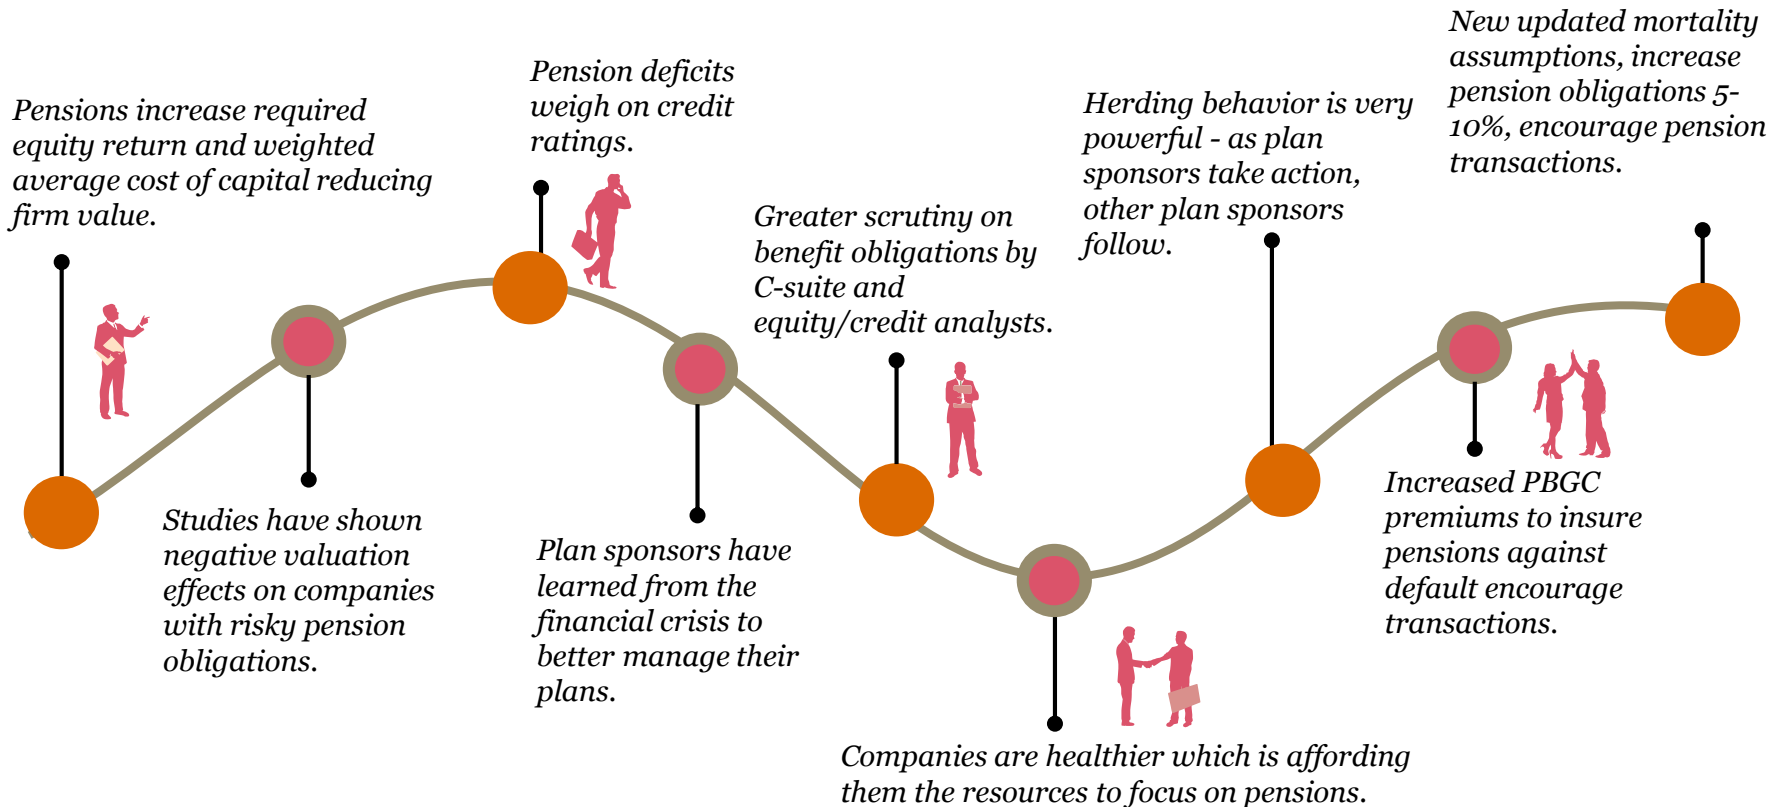 Pensions increase required
equity return and weighted
average cost of capital reducing
firm value.
Studies have shown
negative valuation
effects on companies
with risky pension
obligations.
Pension deficits
weigh on credit
ratings.
Plan sponsors have
learned from the
financial crisis to
better manage their
plans.
Greater scrutiny on
benefit obligations by
C-suite and
equity/credit analysts.
Companies are healthier which is affording
them the resources to focus on pensions.
Herding behavior is very
powerful - as plan
sponsors take action,
other plan sponsors
follow.
Increased PBGC
premiums to insure
pensions against
default encourage
transactions.
New updated mortality
assumptions, increase
pension obligations 5-
10%, encourage pension
transactions.